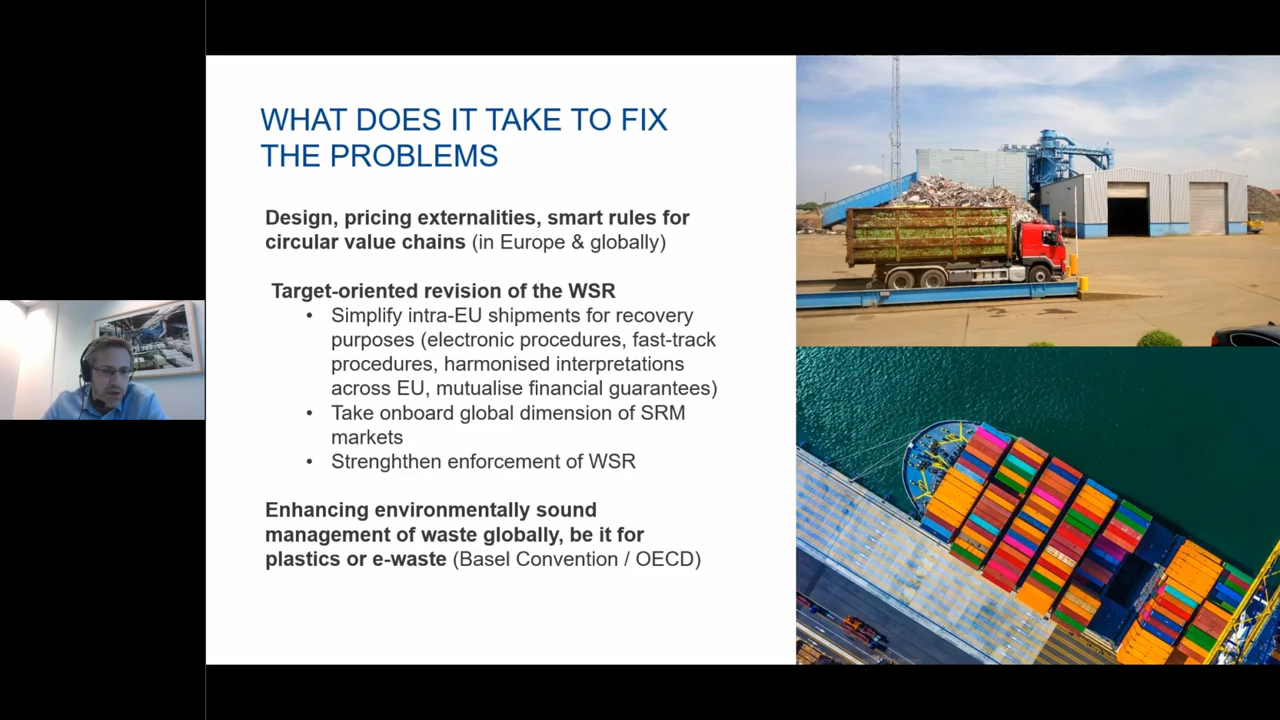 WHAT DOES IT TAKE TO FIX
THE PROBLEMS
Design, pricing externalities, smart rules for
circular value chains (in Europe & globally)
Target-oriented revision of the WSR
• Simplify intra-EU shipments for recovery
purposes (electronic procedures, fast-track
procedures, harmonised interpretations
across EU, mutualise financial guarantees)
• Take onboard global dimension of SRM
markets
• Strenghthen enforcement of WSR
Enhancing environmentally sound
management of waste globally, be it for
plastics or e-waste (Basel Convention / OECD)